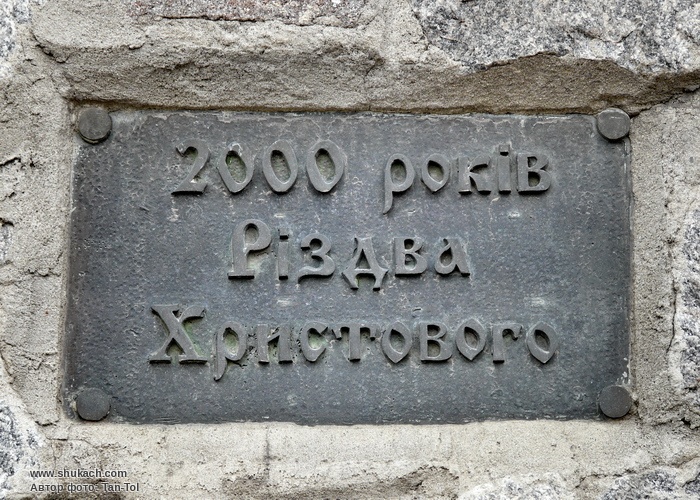 2000 років
Різдва
Христового
www.shukach.com
Автор фото- Tan-Tol